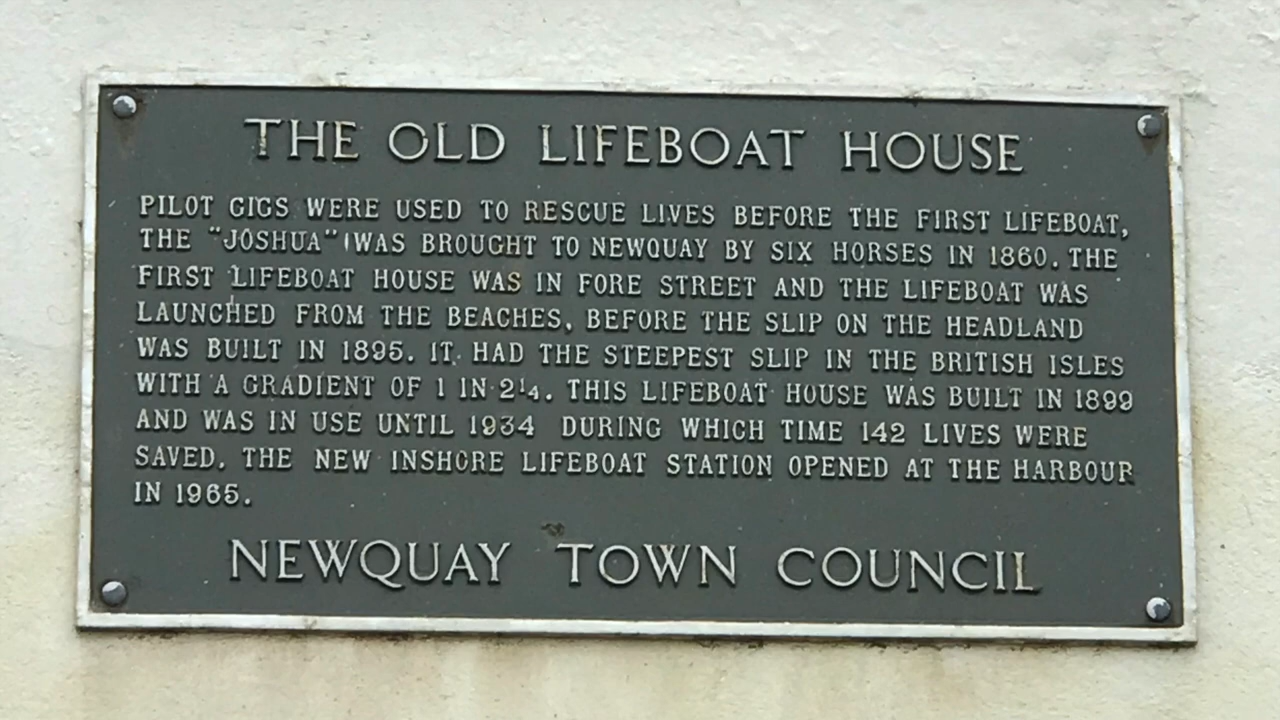 THE OLD LIFEBOAT HOUSE
PILOT GIGS WERE USED TO RESCUE LIVES BEFORE THE FIRST LIFEBOAT,
THE "JOSHUA" WAS BROUGHT TO NEWQUAY BY SIX HORSES IN 1860. THE
FIRST LIFEBOAT HOUSE WAS IN FORE STREET AND THE LIFEBOAT WAS
LAUNCHED FROM THE BEACHES, BEFORE THE SLIP ON THE HEADLAND
WAS BUILT IN 1895. IT HAD THE STEEPEST SLIP IN THE BRITISH ISLES
WITH A GRADIENT OF 1 IN 2¼. THIS LIFEBOAT HOUSE WAS BUILT IN 1899
AND WAS IN USE UNTIL 1934 DURING WHICH TIME 142 LIVES WERE
SAVED. THE NEW INSHORE LIFEBOAT STATION OPENED AT THE HARBOUR
IN 1965.
NEWQUAY TOWN COUNCIL